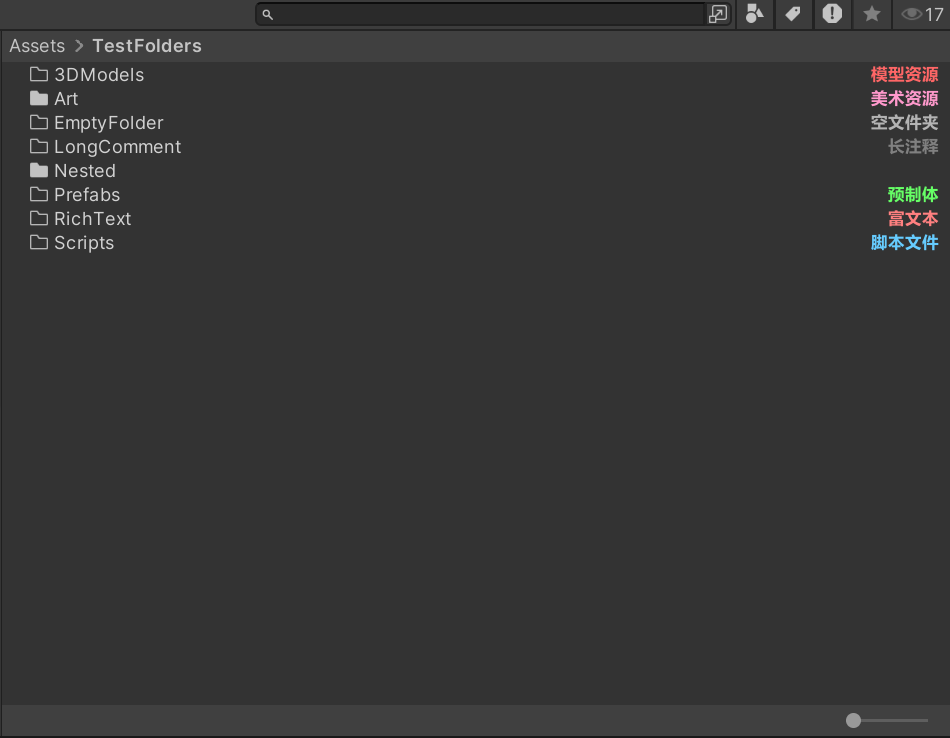 17
Assets > TestFolders
3DModels 模型资源
Art 美术资源
EmptyFolder 空文件夹
LongComment 长注释
Nested
Prefabs 预制体
RichText 富文本
Scripts 脚本文件